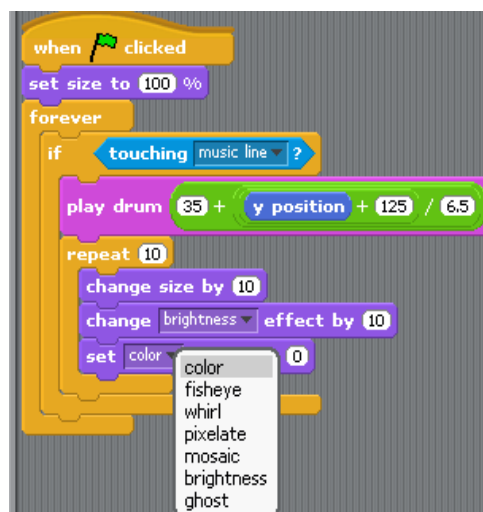 when clicked
set size to 100 %
forever
if touching music line ?
play drum 35 + y position + 125 / 6.5
repeat 10
change size by 10
change brightness effect by 10
set color 0
color
fisheye
whirl
pixelate
mosaic
brightness
ghost